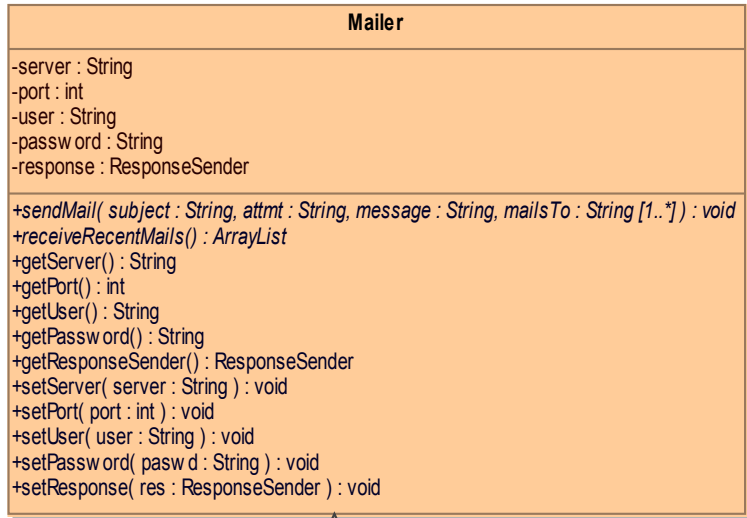 Mailer
-server : String
-port : int
-user : String
-password : String
-response : ResponseSender
+sendMail( subject : String, attmt : String, message : String, mailsTo : String [1..*] ) : void
+receiveRecentMails() : ArrayList
+getServer() : String
+getPort() : int
+getUser() : String
+getPassword() : String
+getResponseSender() : ResponseSender
+setServer( server : String ) : void
+setPort( port : int ) : void
+setUser( user : String ) : void
+setPassword( paswd : String ) : void
+setResponse( res : ResponseSender ) : void